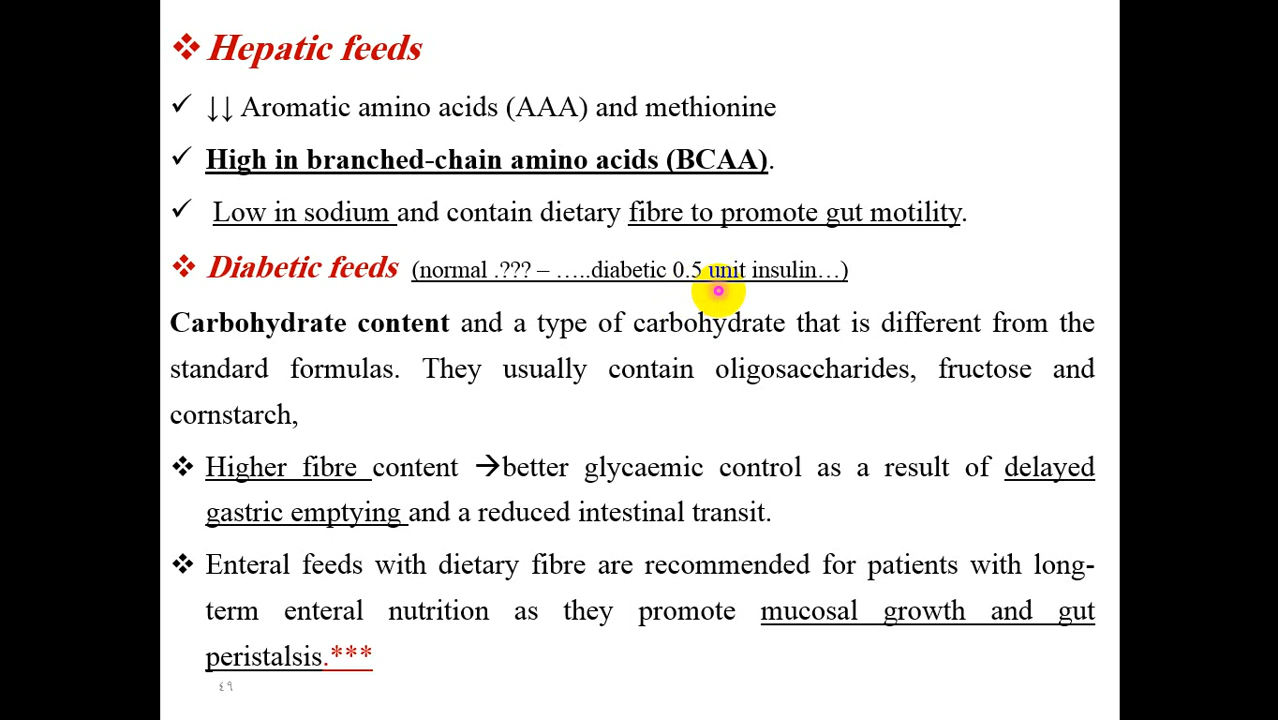 ❖ Hepatic feeds
✓ ↓↓ Aromatic amino acids (AAA) and methionine
✓ High in branched-chain amino acids (BCAA).
✓ Low in sodium and contain dietary fibre to promote gut motility.
❖ Diabetic feeds (normal .??? – …..diabetic 0.5 unit insulin…)
Carbohydrate content and a type of carbohydrate that is different from the
standard formulas. They usually contain oligosaccharides, fructose and
cornstarch,
❖ Higher fibre content →better glycaemic control as a result of delayed
gastric emptying and a reduced intestinal transit.
❖ Enteral feeds with dietary fibre are recommended for patients with long-
term enteral nutrition as they promote mucosal growth and gut
peristalsis.***
٤٩